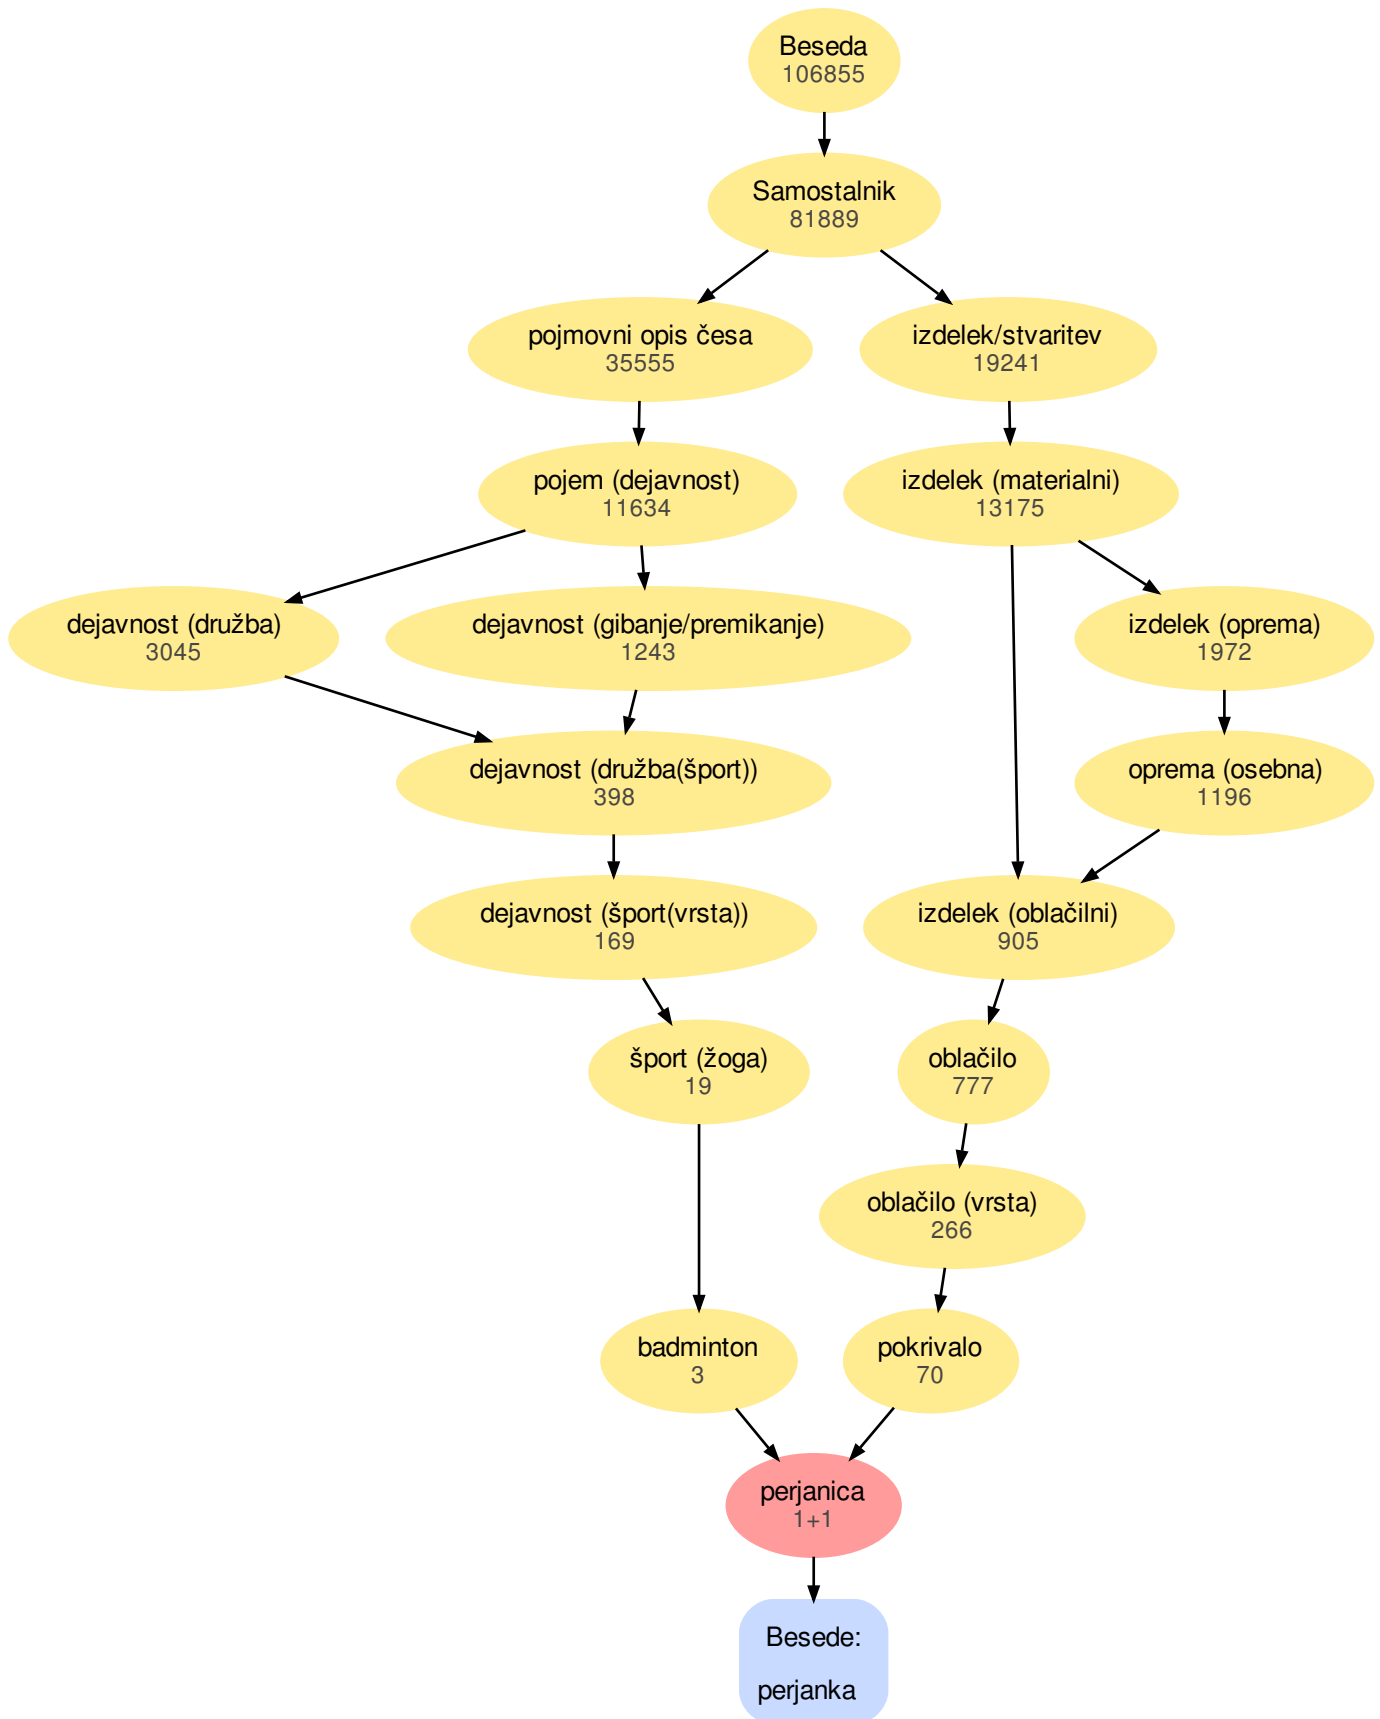 Beseda
106855
Samostalnik
81889
pojmovni opis česa
35555
izdelek/stvaritev
19241
pojem (dejavnost)
11634
izdelek (materialni)
13175
dejavnost (družba)
3045
dejavnost (gibanje/premikanje)
1243
izdelek (oprema)
1972
dejavnost (družba(šport))
398
oprema (osebna)
1196
dejavnost (šport(vrsta))
169
izdelek (oblačilni)
905
šport (žoga)
19
oblačilo
777
oblačilo (vrsta)
266
badminton
3
pokrivalo
70
perjanica
1+1
Besede:
perjanka